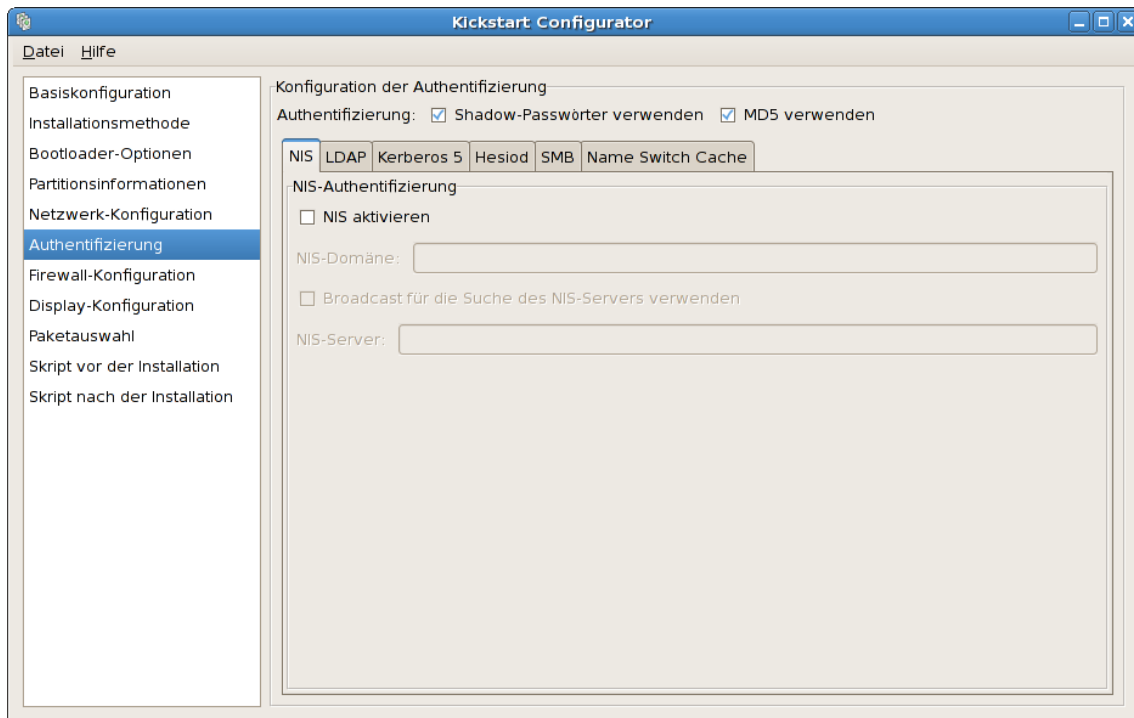 Kickstart Configurator
Datei Hilfe
Basiskonfiguration
Installationsmethode
Bootloader-Optionen
Partitionsinformationen
Netzwerk-Konfiguration
Authentifizierung
Firewall-Konfiguration
Display-Konfiguration
Paketauswahl
Skript vor der Installation
Skript nach der Installation
Konfiguration der Authentifizierung
Authentifizierung: Shadow-Passwörter verwenden MD5 verwenden
NIS LDAP Kerberos 5 Hesiod SMB Name Switch Cache
NIS-Authentifizierung
NIS aktivieren
NIS-Domäne:
Broadcast für die Suche des NIS-Servers verwenden
NIS-Server: